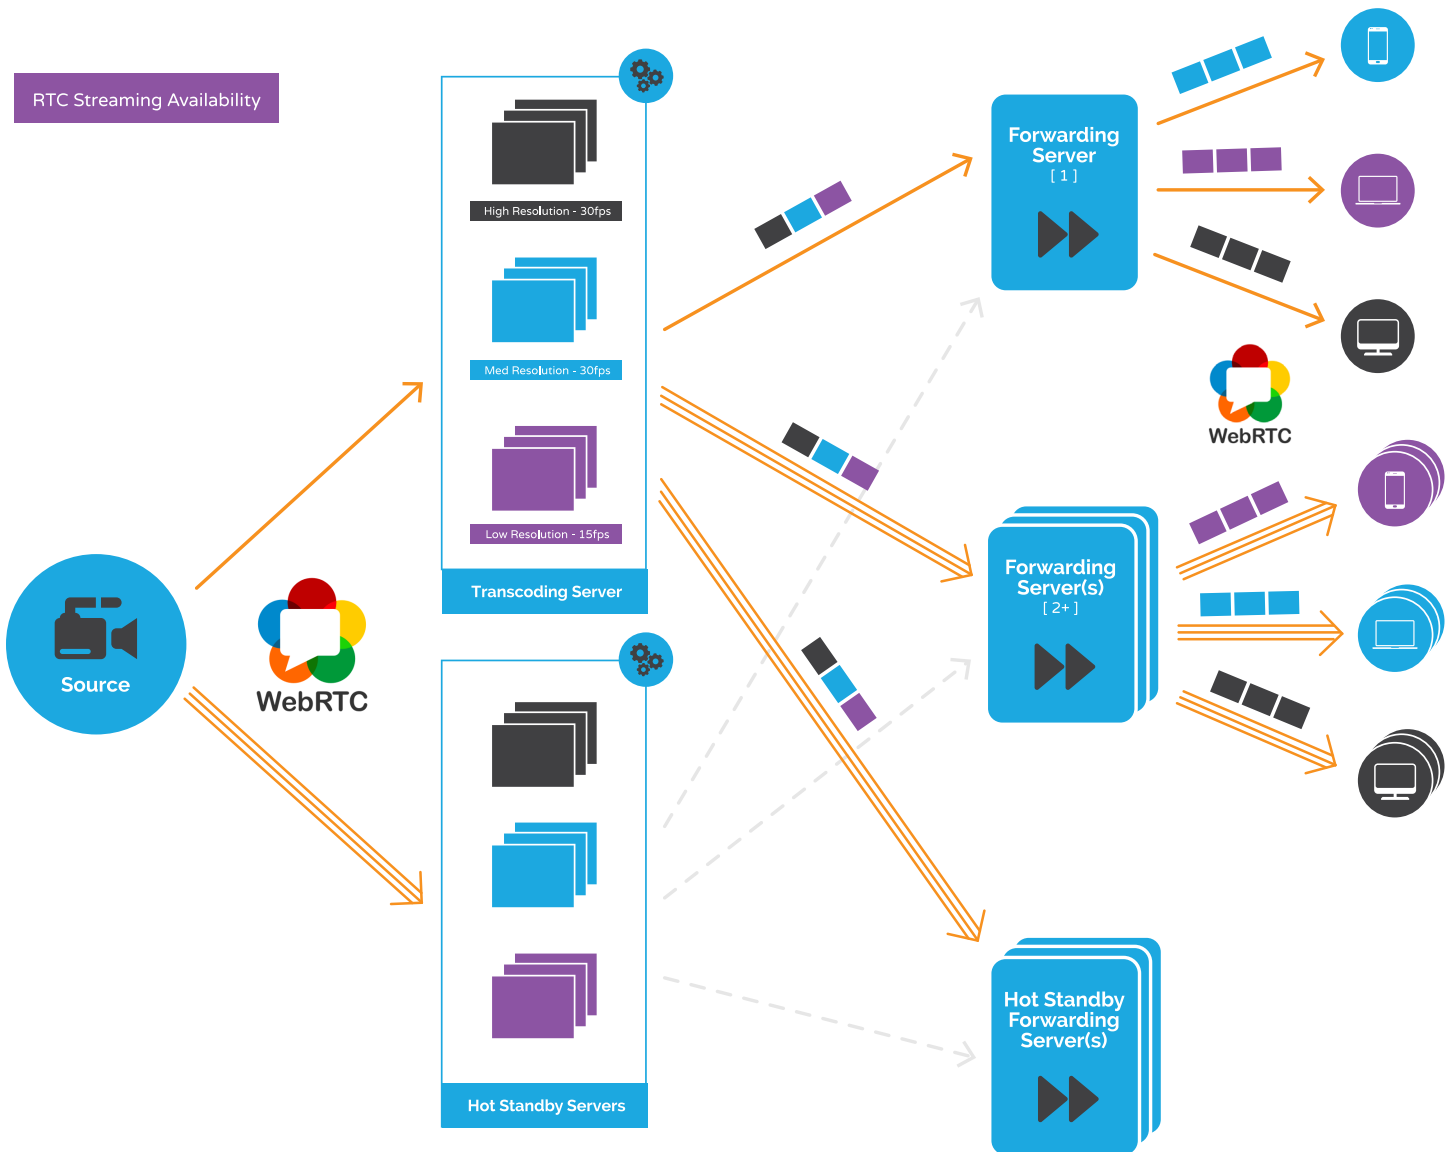 RTC Streaming Availability
High Resolution - 30fps
Med Resolution - 30fps
Low Resolution - 15fps
Transcoding Server
Source
WebRTC
Hot Standby Servers
Forwarding
Server
[ 1 ]
WebRTC
Forwarding
Server(s)
[ 2+ ]
Hot Standby
Forwarding
Server(s)